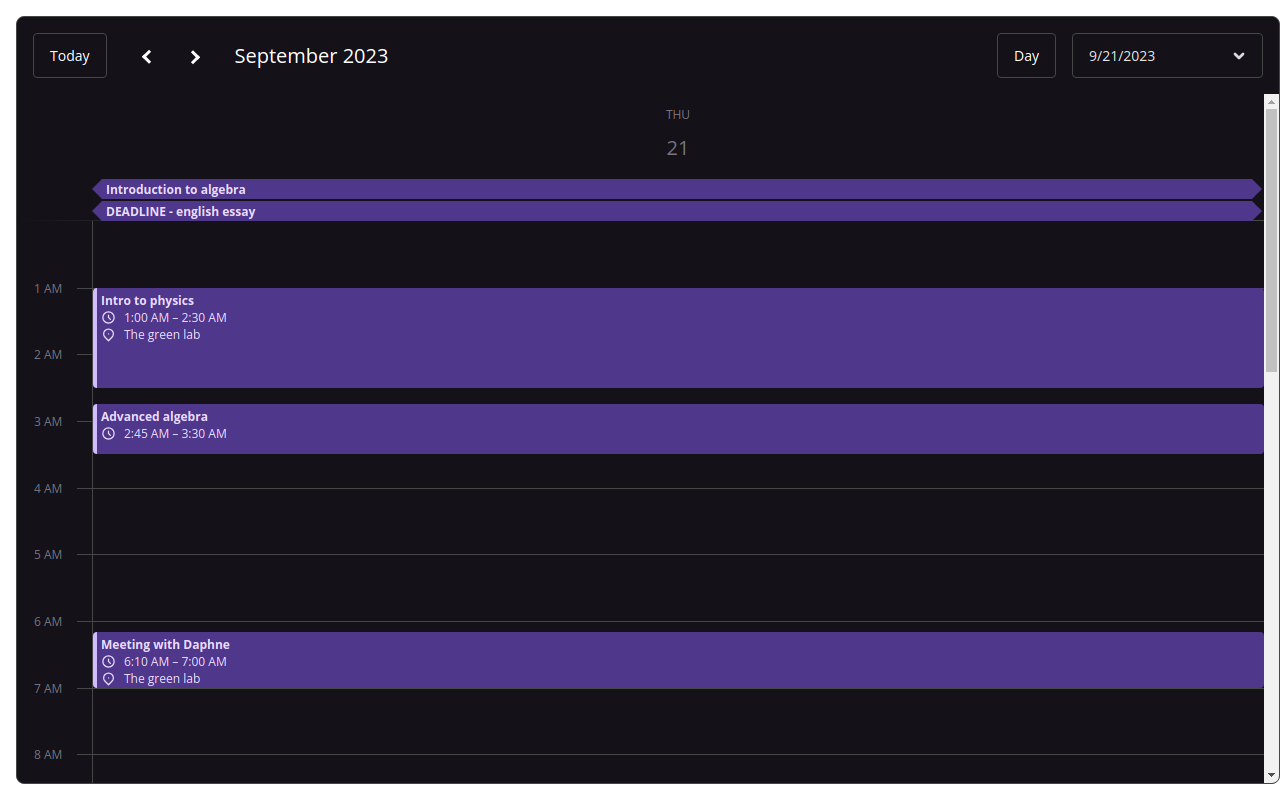 Today
September 2023
Day
9/21/2023
THU
21
Introduction to algebra
DEADLINE - english essay
1 AM
Intro to physics
1:00 AM – 2:30 AM
The green lab
2 AM
Advanced algebra
3 AM
2:45 AM – 3:30 AM
4 AM
5 AM
6 AM
Meeting with Daphne
6:10 AM – 7:00 AM
The green lab
7 AM
8 AM